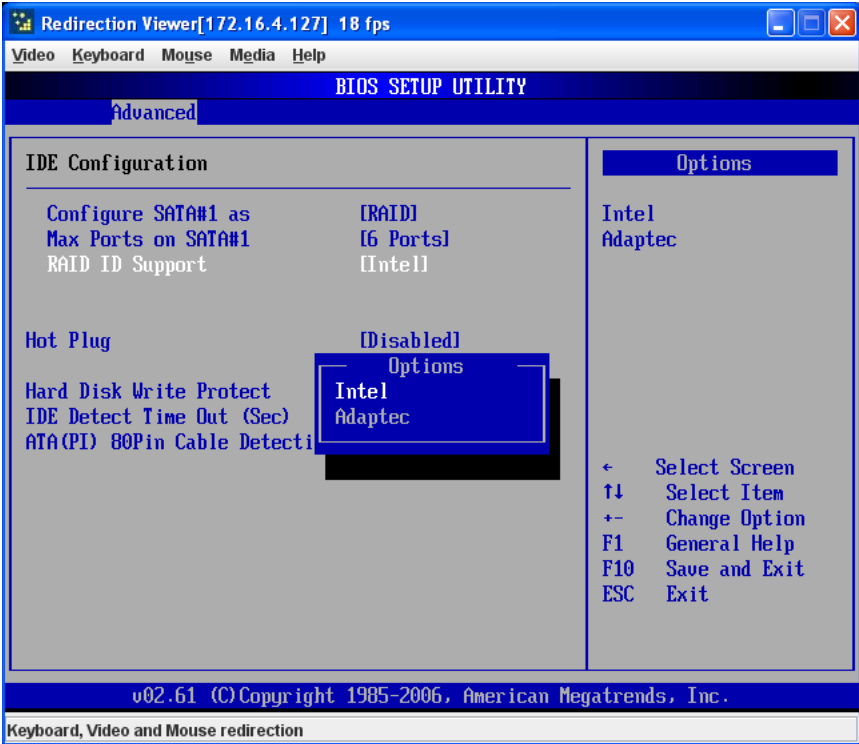 Redirection Viewer[172.16.4.127] 18 fps
Video Keyboard Mouse Media Help
BIOS SETUP UTILITY
Advanced
IDE Configuration
Configure SATA#1 as [RAID]
Max Ports on SATA#1 [6 Ports]
RAID ID Support [Intel]
Hot Plug [Disabled]
Hard Disk Write Protect
IDE Detect Time Out (Sec)
ATA(PI) 80Pin Cable Detecti
Options
Intel
Adaptec
Options
Intel
Adaptec
← Select Screen
↑↓ Select Item
+- Change Option
F1 General Help
F10 Save and Exit
ESC Exit
v02.61 (C)Copyright 1985-2006, American Megatrends, Inc.
Keyboard, Video and Mouse redirection